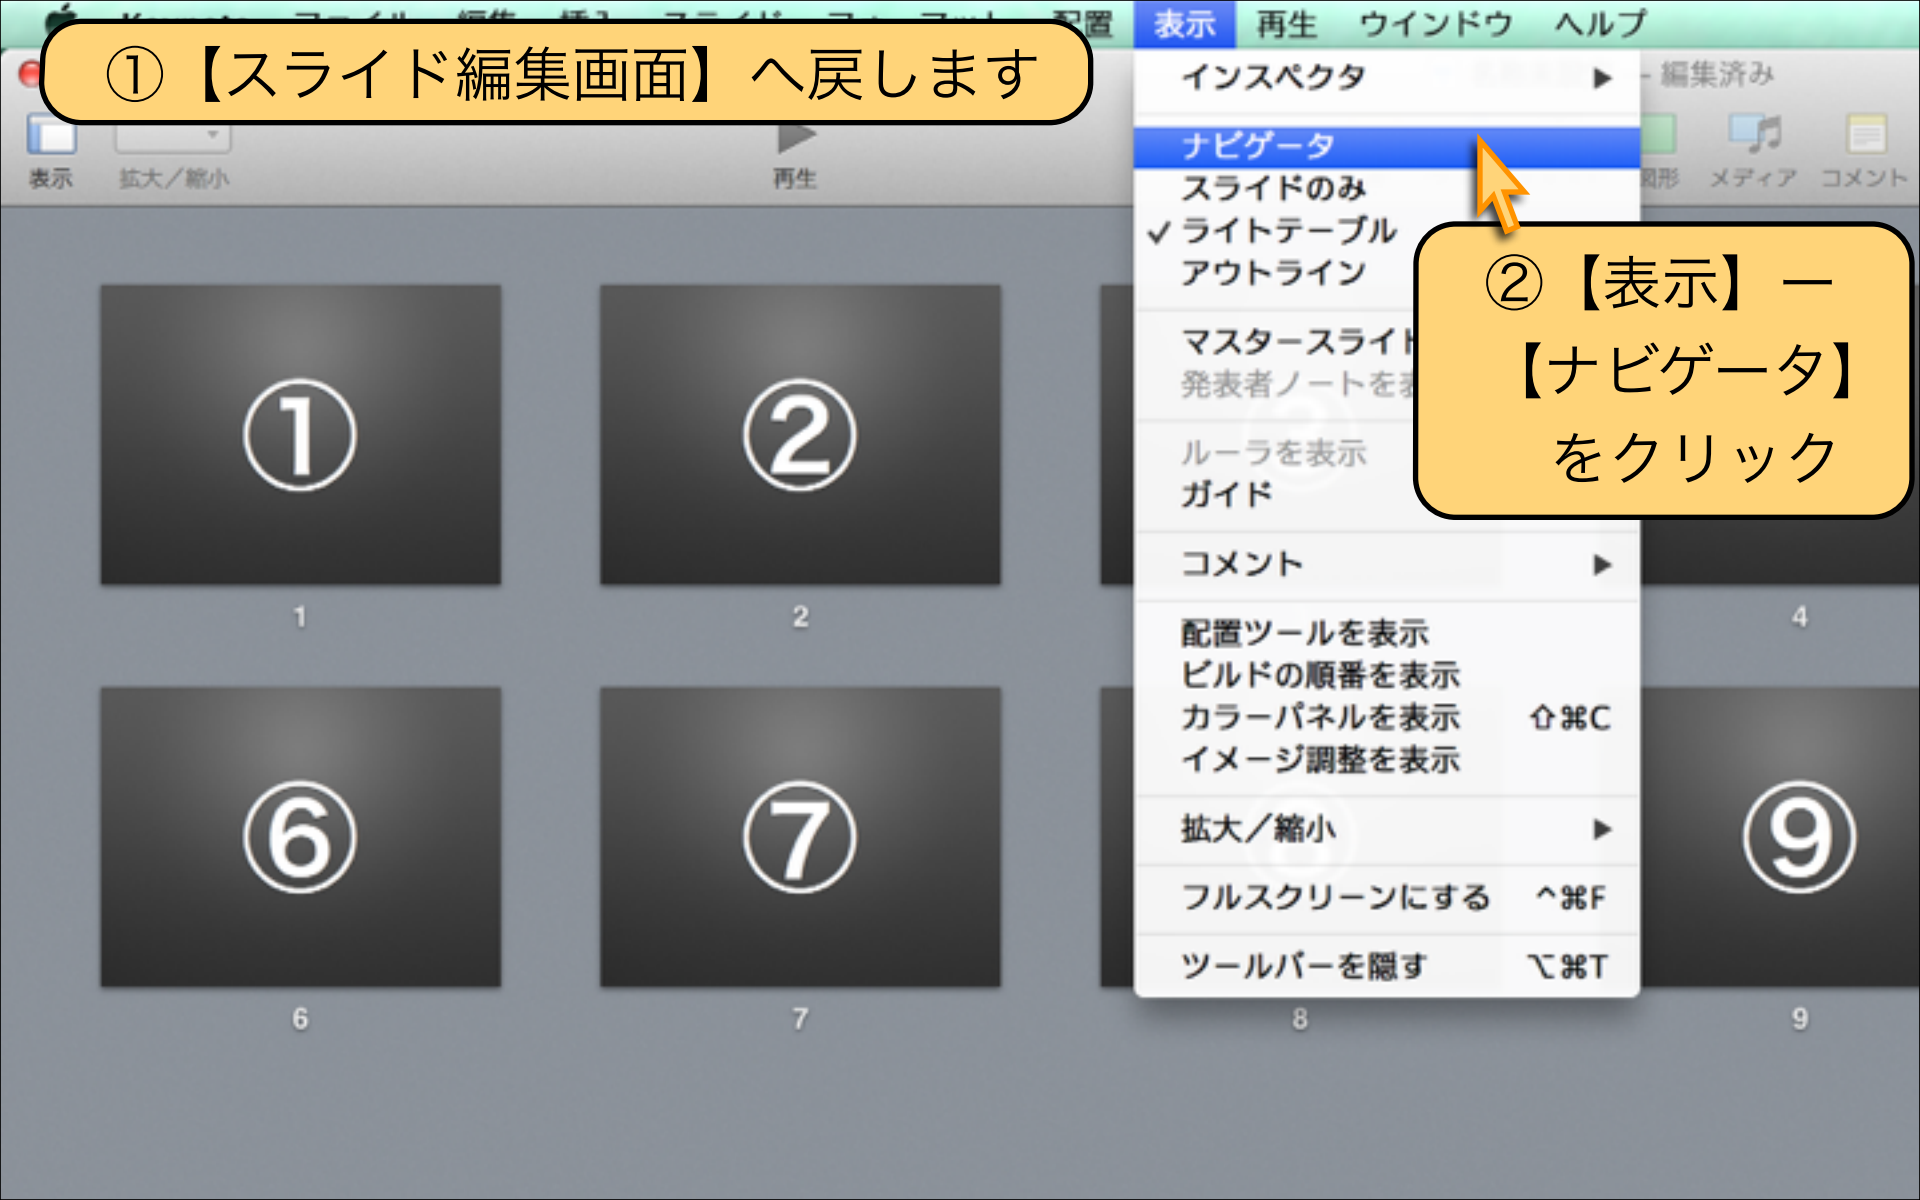 配置 表示 再生 ウインドウ ヘルプ
①【スライド編集画面】へ戻します
編集済み
表示 拡大／縮小 再生 図形 メディア コメント
インスペクタ
ナビゲータ
スライドのみ
✓ライトテーブル
アウトライン
マスタースライド
発表者ノートを表
ルーラを表示
ガイド
コメント
配置ツールを表示
ビルドの順番を表示
カラーパネルを表示 ⇧⌘C
イメージ調整を表示
拡大／縮小
フルスクリーンにする ^⌘F
ツールバーを隠す ⌥⌘T
②【表示】ー
【ナビゲータ】
をクリック
①
②
1
2
4
⑥
⑦
⑨
6
7
8
9